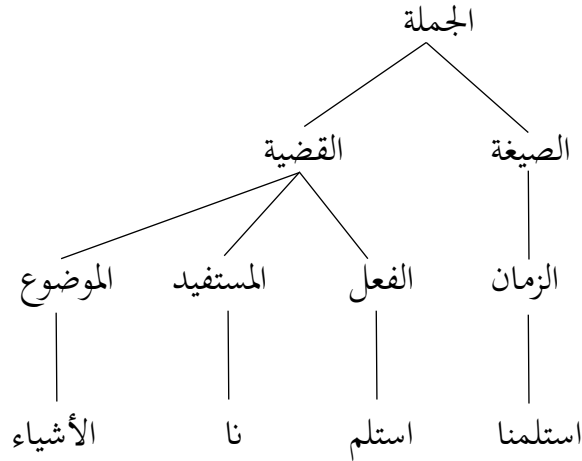 الجملة
الصيغة القضية
الزمان الفعل المستفيد الموضوع
استلمنا استلم نا الأشياء